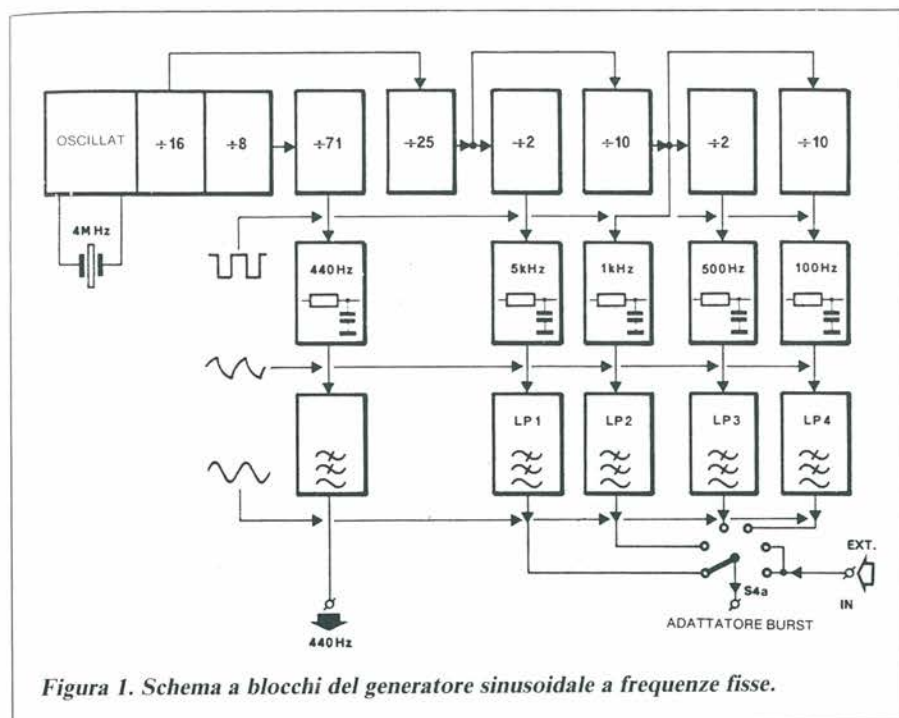 OSCILLAT ÷16 ÷8 ÷71 ÷25 ÷2 ÷10 ÷2 ÷10
4MHz
440Hz 5kHz 1kHz 500Hz 100Hz
LP1 LP2 LP3 LP4
EXT.
S4a
IN
ADATTATORE BURST
440Hz
Figura 1. Schema a blocchi del generatore sinusoidale a frequenze fisse.